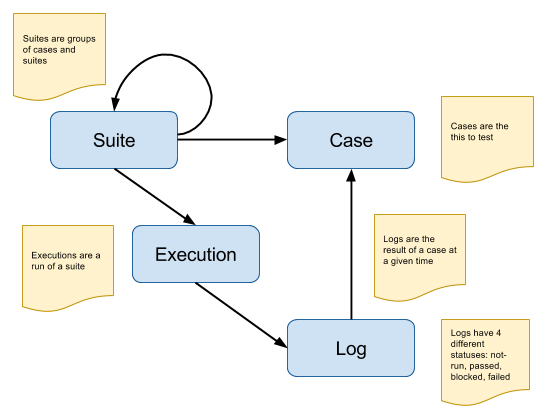 Suites are groups
of cases and
suites
Suite
Case
Cases are the
this to test
Executions are a
run of a suite
Execution
Logs are the
result of a case at
a given time
Log
Logs have 4
different
statuses: not-
run, passed,
blocked, failed